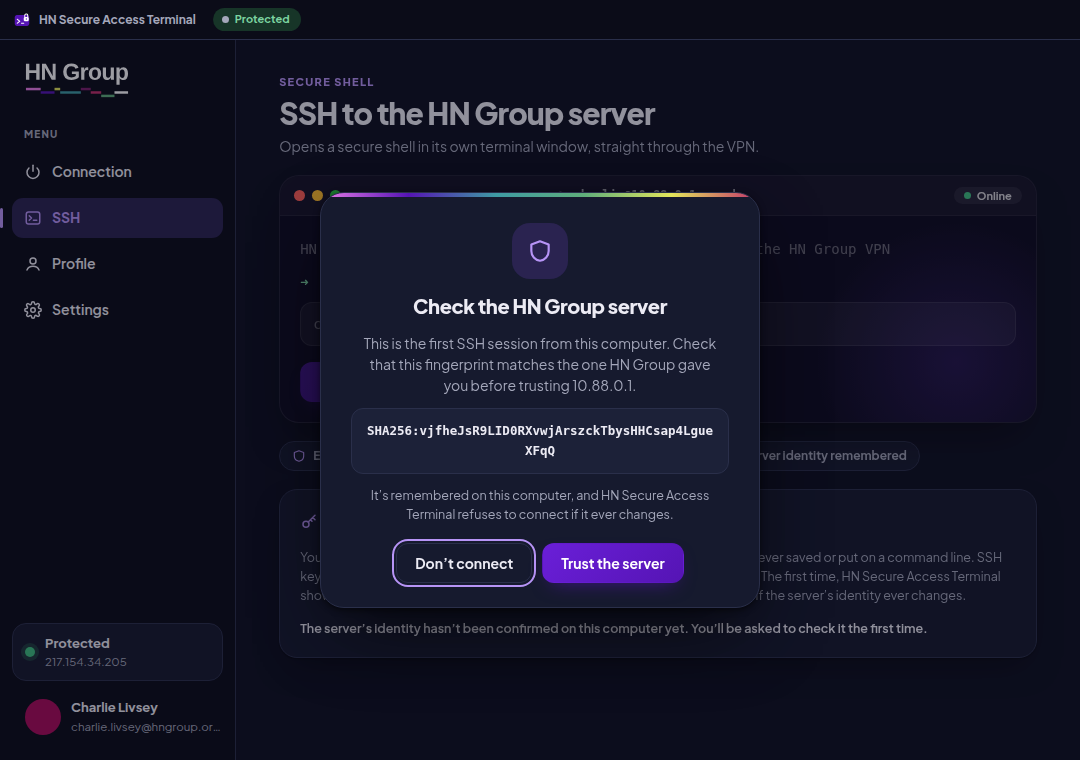 HN Secure Access Terminal
Protected
HN Group
MENU
Connection
SSH
Profile
Settings
Protected
217.154.34.205
Charlie Livsey
charlie.livsey@hngroup.or…
SECURE SHELL
SSH to the HN Group server
Opens a secure shell in its own terminal window, straight through the VPN.
Online
HN
the HN Group VPN
→
Check the HN Group server
This is the first SSH session from this computer. Check
that this fingerprint matches the one HN Group gave
you before trusting 10.88.0.1.
SHA256:vjfheJsR9LID0RXvwjArszckTbysHHCsap4Lgue
XFqQ
It’s remembered on this computer, and HN Secure Access
Terminal refuses to connect if it ever changes.
Don’t connect
Trust the server
identity remembered
ever saved or put on a command line. SSH
key
The first time, HN Secure Access Terminal
if the server’s identity ever changes.
The server’s identity hasn’t been confirmed on this computer yet. You’ll be asked to check it the first time.